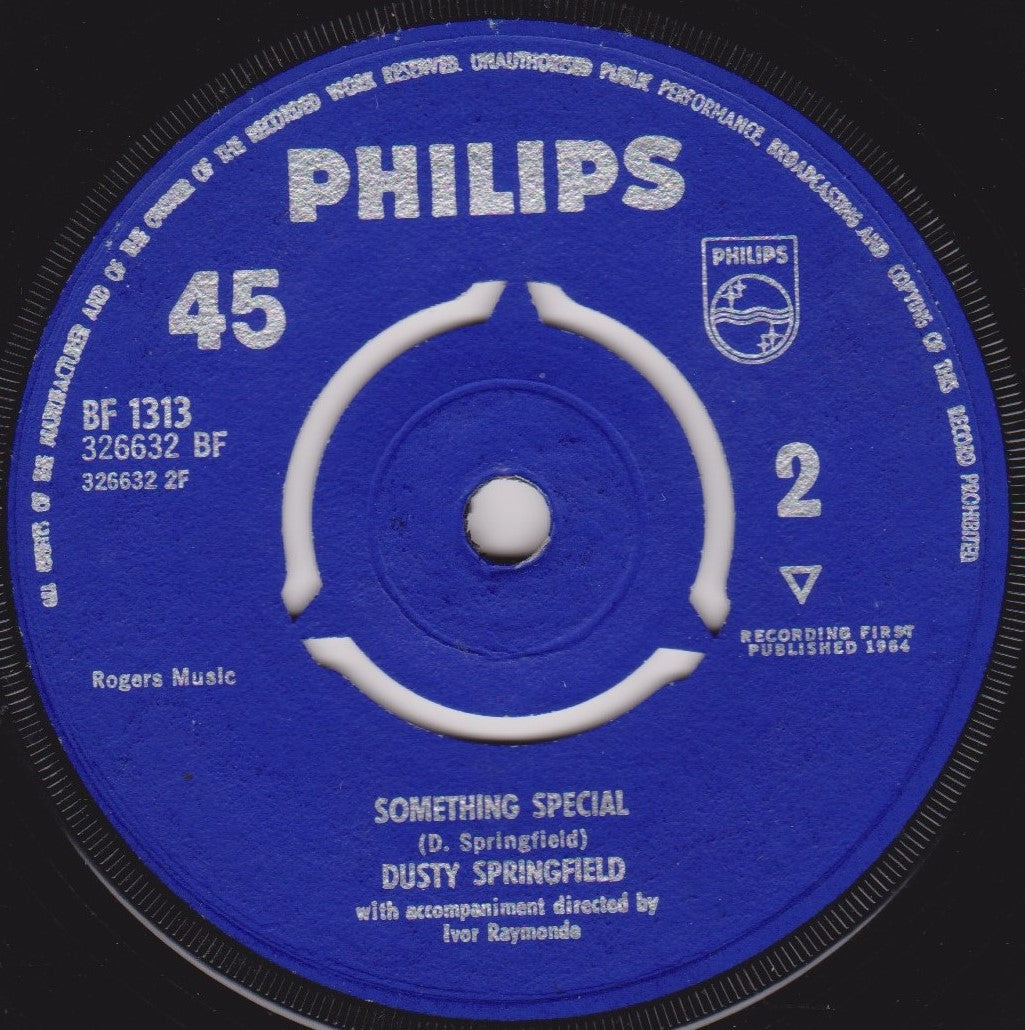 ALL RIGHTS OF THE MANUFACTURER AND OF THE OWNER OF THE RECORDED WORK RESERVED. UNAUTHORISED PUBLIC PERFORMANCE, BROADCASTING AND COPYING OF THIS RECORD PROHIBITED
PHILIPS
PHILIPS
45
BF 1313
326632 BF
326632 2F
2
RECORDING FIRST
PUBLISHED 1964
Rogers Music
SOMETHING SPECIAL
(D. Springfield)
DUSTY SPRINGFIELD
with accompaniment directed by
Ivor Raymonde